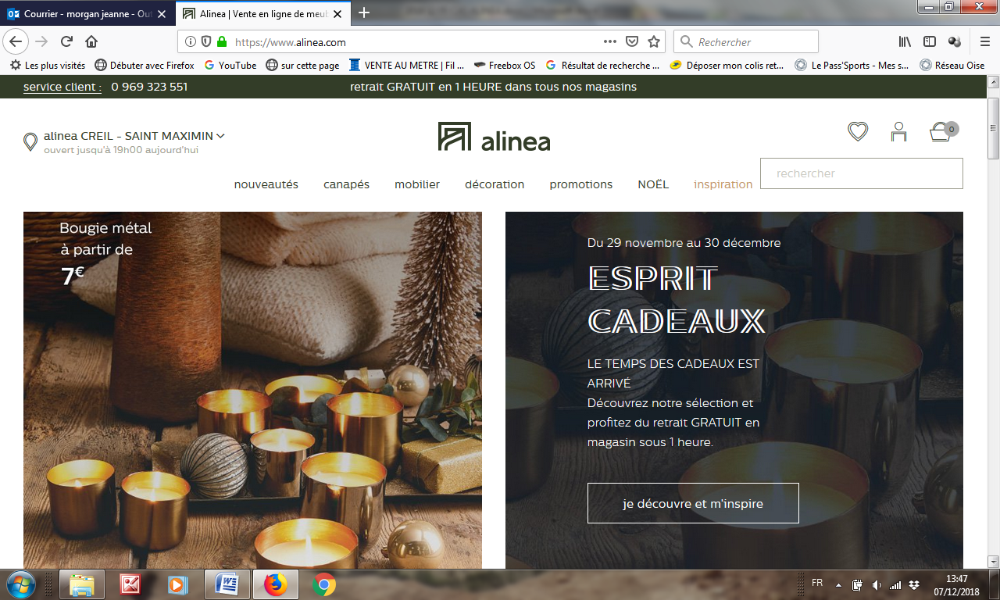 Courrier - morgan jeanne - Out
Alinea | Vente en ligne de meub
https://www.alinea.com
Rechercher
Les plus visités
Débuter avec Firefox
YouTube
sur cette page
VENTE AU METRE | Fil ...
Freebox OS
Résultat de recherche ...
Déposer mon colis ret...
Le Pass'Sports - Mes s...
Réseau Oise
service client : 0 969 323 551
retrait GRATUIT en 1 HEURE dans tous nos magasins
alinea CREIL - SAINT MAXIMIN
ouvert jusqu'à 19h00 aujourd'hui
alinea
0
rechercher
nouveautés
canapés
mobilier
décoration
promotions
NOËL
inspiration
Bougie métal
à partir de
7€
Du 29 novembre au 30 décembre
ESPRIT
CADEAUX
LE TEMPS DES CADEAUX EST
ARRIVÉ
Découvrez notre sélection et
profitez du retrait GRATUIT en
magasin sous 1 heure.
je découvre et m'inspire
FR
13:47
07/12/2018